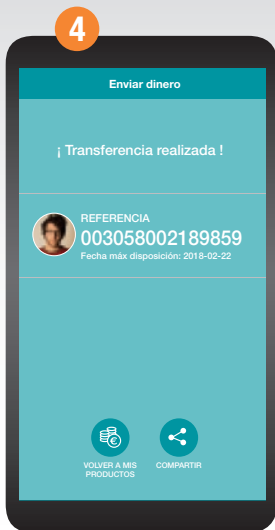 4
Enviar dinero
¡ Transferencia realizada !
REFERENCIA
003058002189859
Fecha máx disposición: 2018-02-22
VOLVER A MIS
PRODUCTOS
COMPARTIR